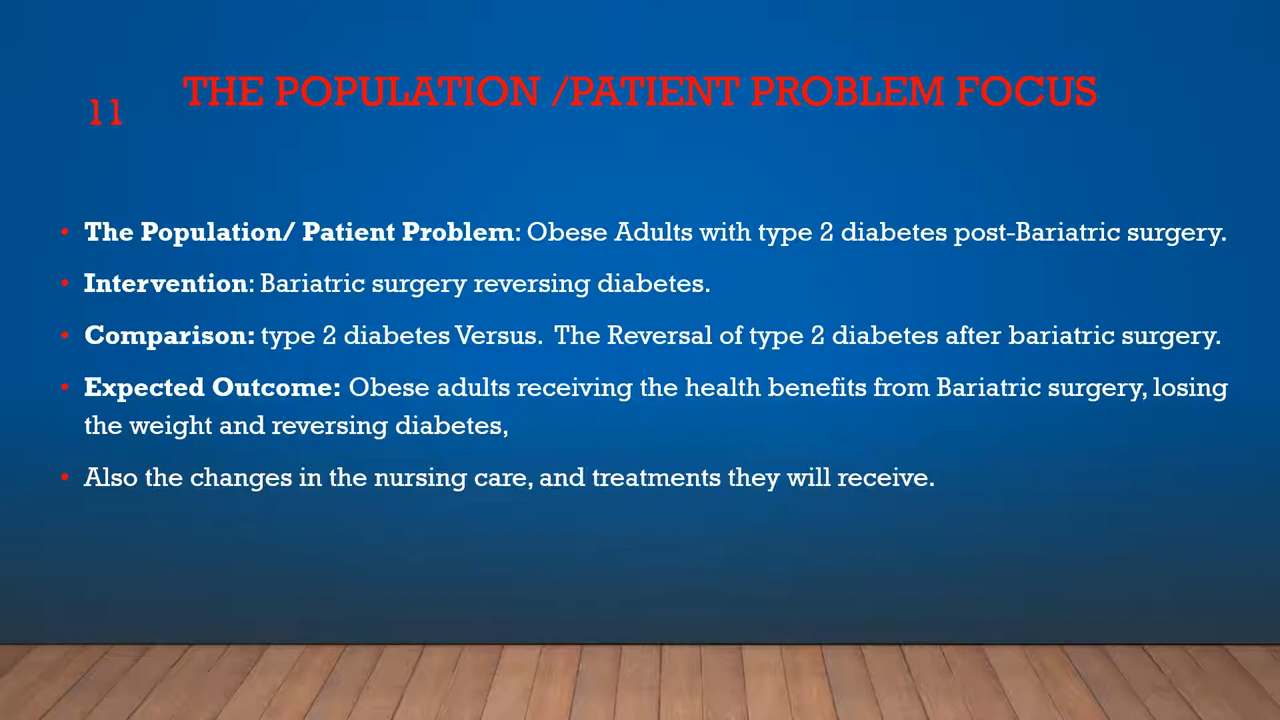 THE POPULATION /PATIENT PROBLEM FOCUS
11
• The Population/ Patient Problem: Obese Adults with type 2 diabetes post-Bariatric surgery.
• Intervention: Bariatric surgery reversing diabetes.
• Comparison: type 2 diabetes Versus.  The Reversal of type 2 diabetes after bariatric surgery.
• Expected Outcome: Obese adults receiving the health benefits from Bariatric surgery, losing
the weight and reversing diabetes,
• Also the changes in the nursing care, and treatments they will receive.